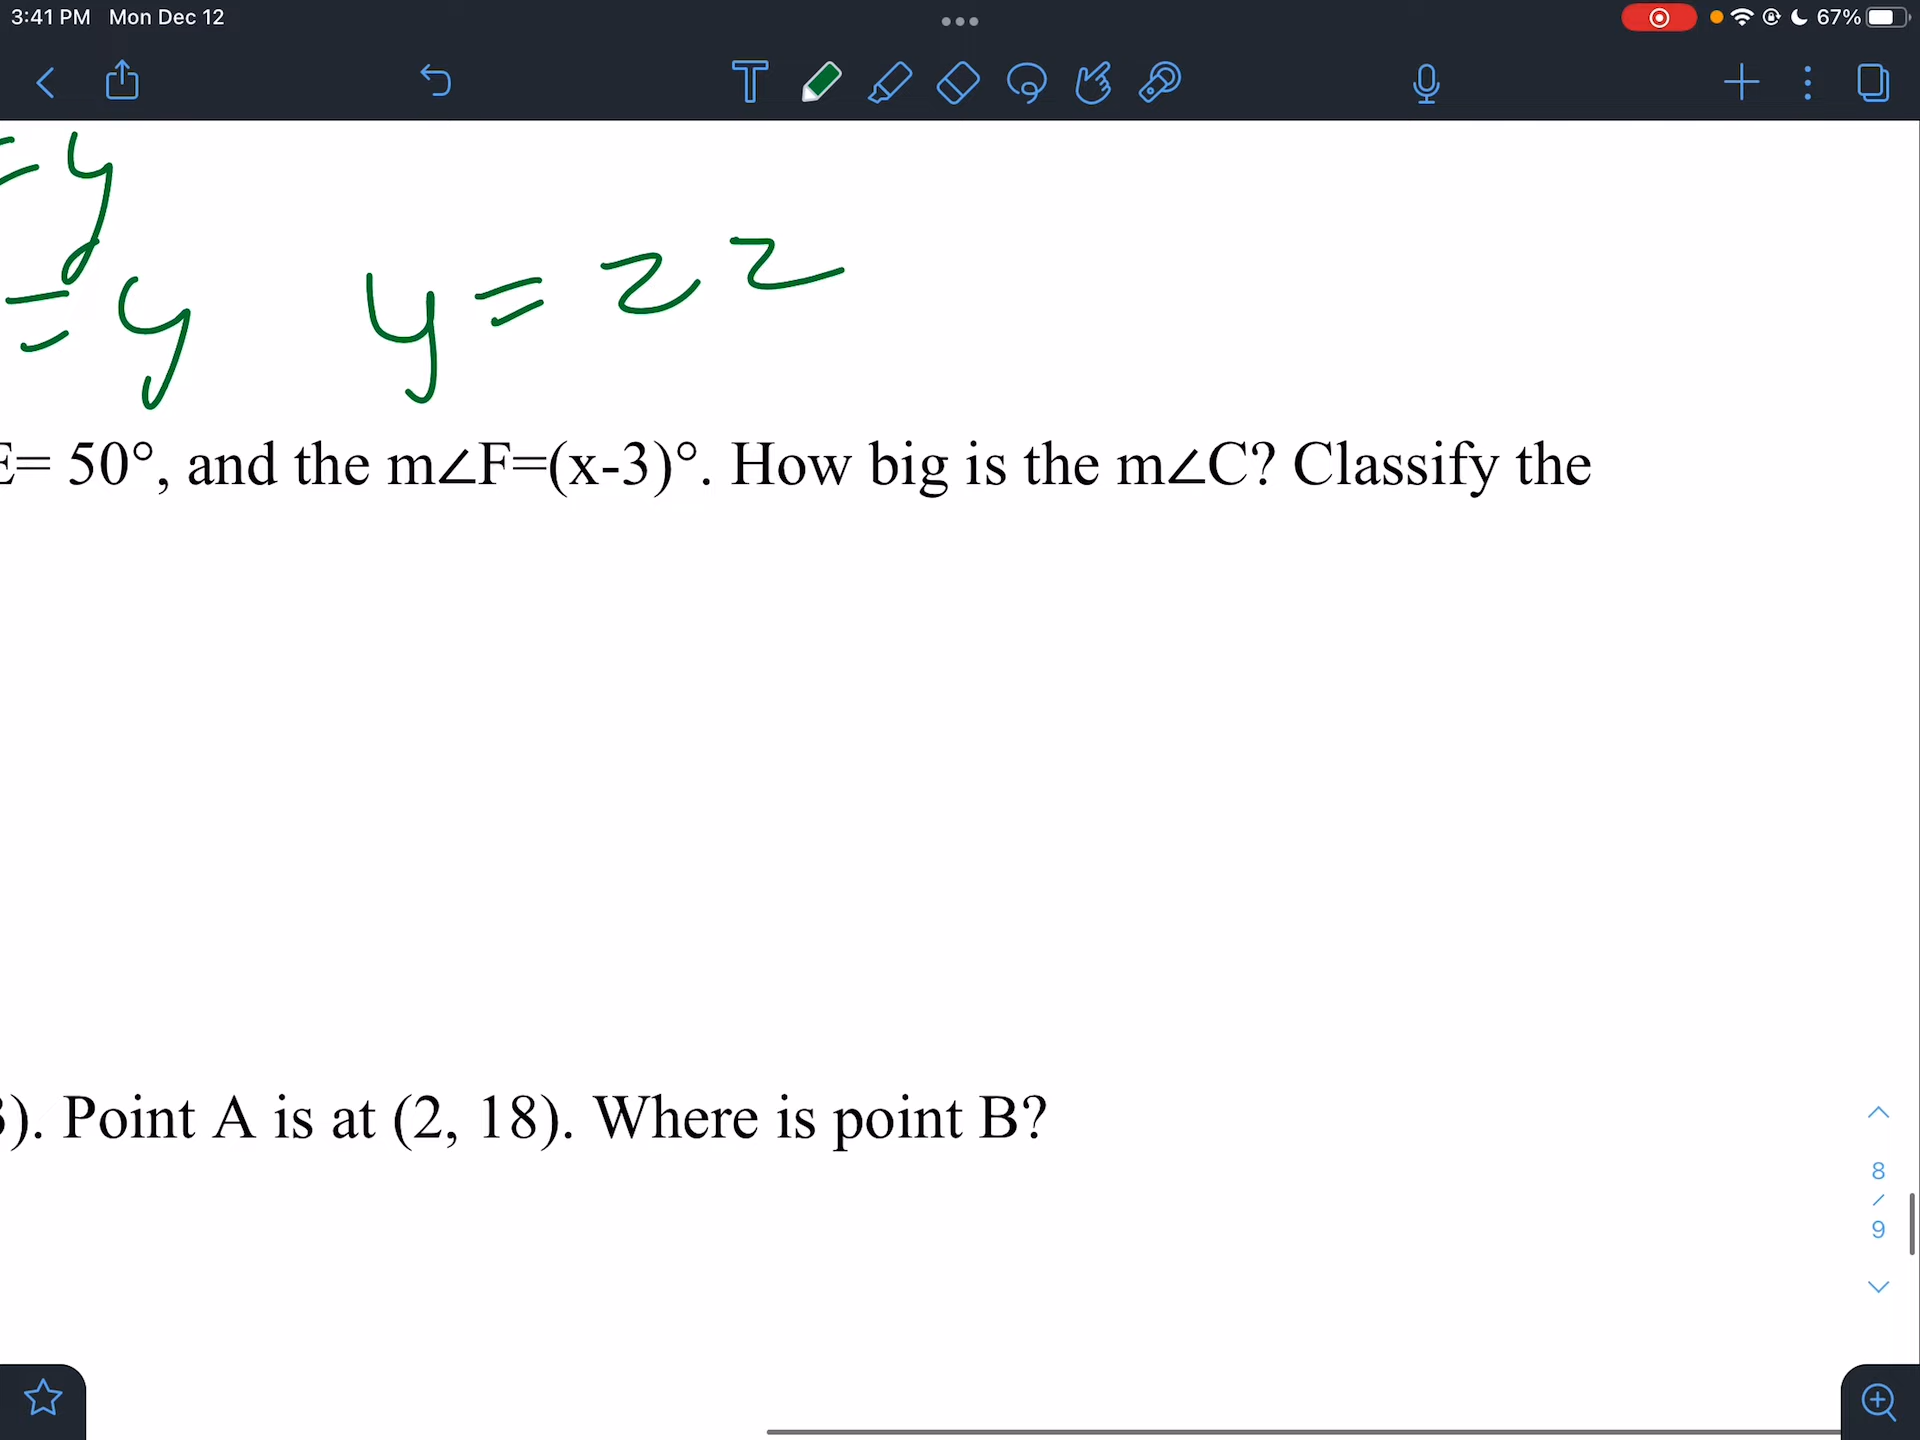 3:41 PM Mon Dec 12
67%
=y
=y y=22
E= 50°, and the m∠F=(x-3)°. How big is the m∠C? Classify the
). Point A is at (2, 18). Where is point B?
8
/
9